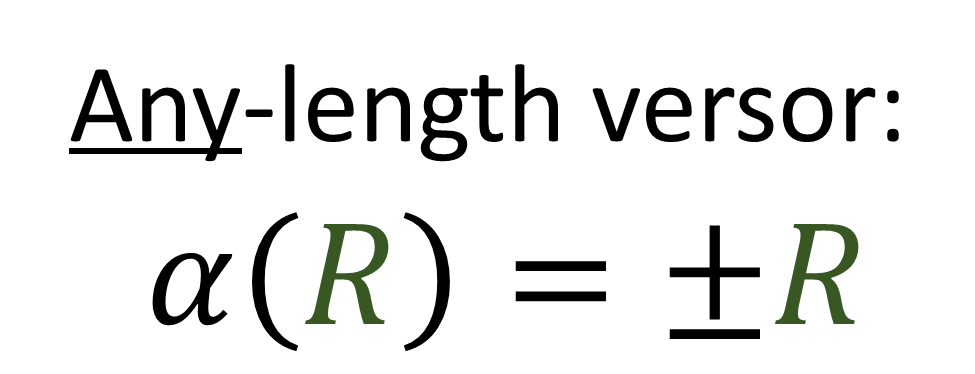 Any-length versor:
α(R) = ±R